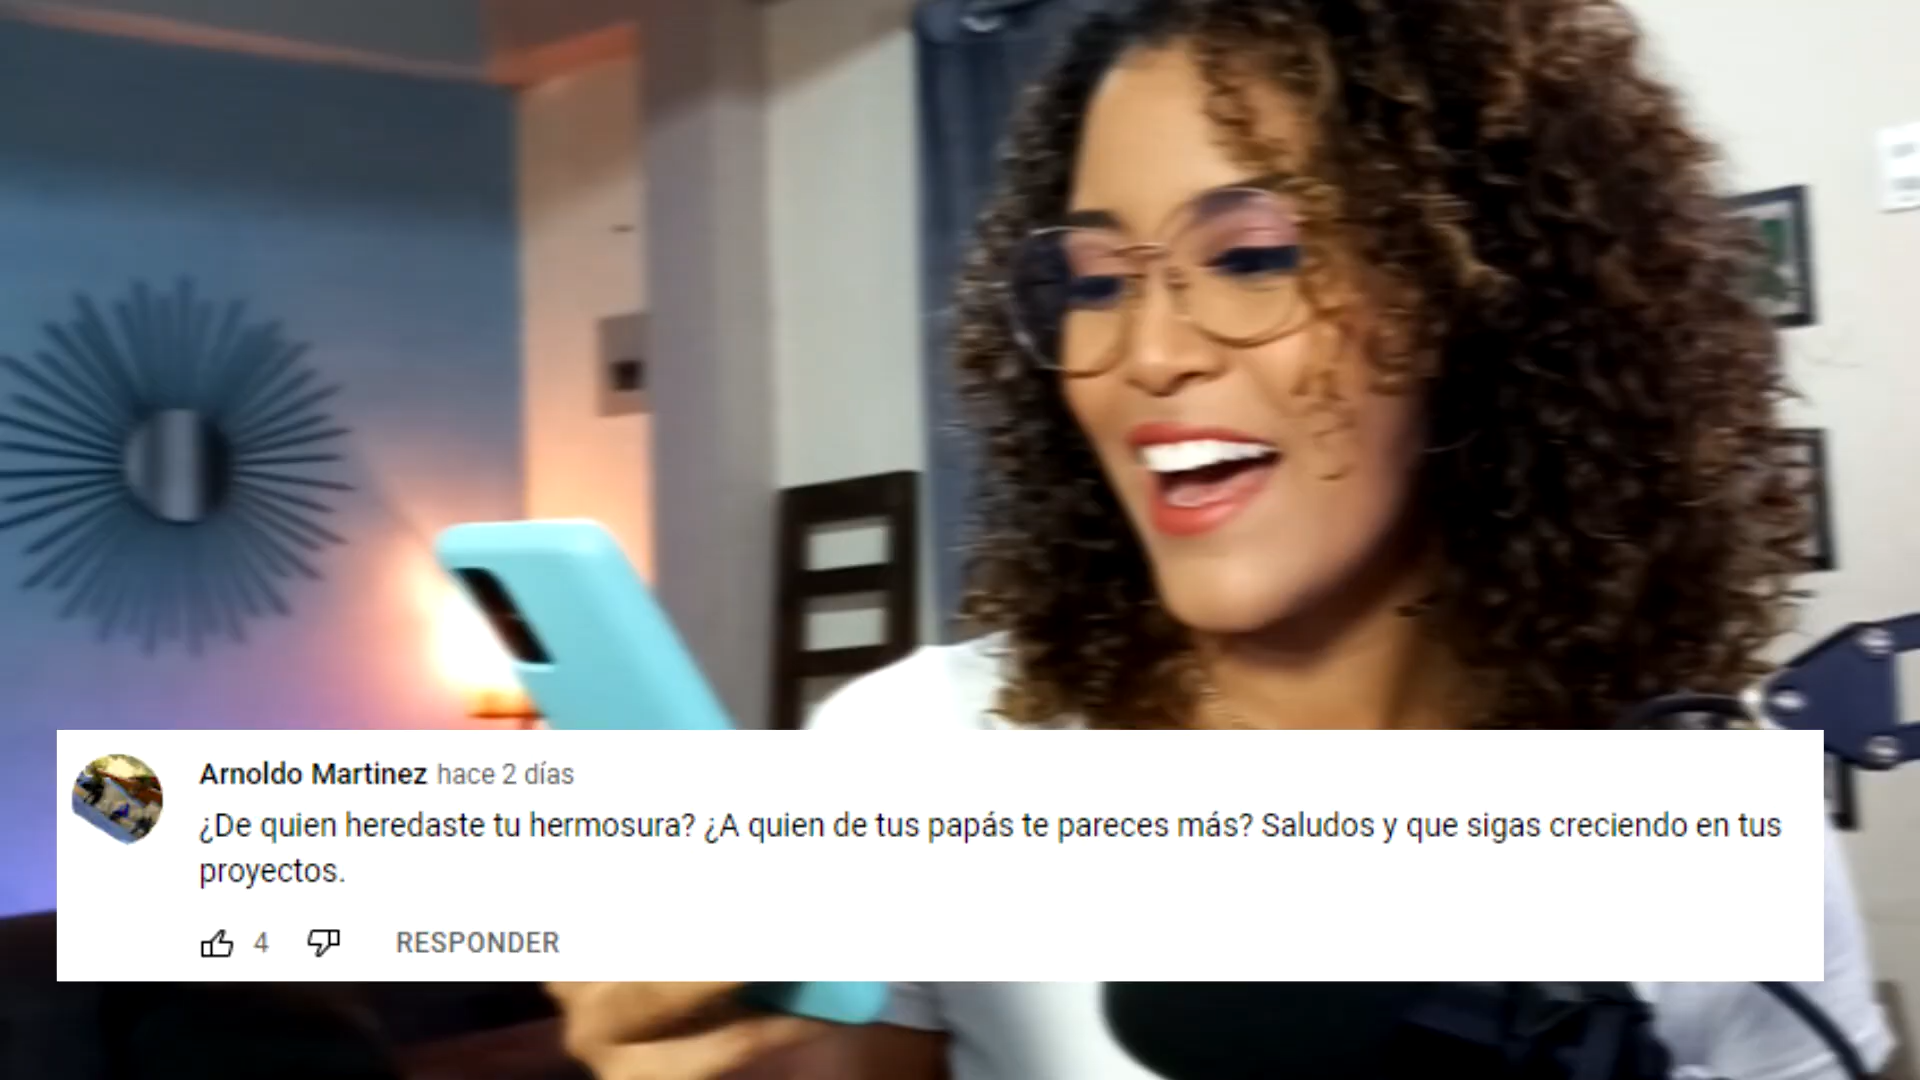 Arnoldo Martinez hace 2 días
¿De quien heredaste tu hermosura? ¿A quien de tus papás te pareces más? Saludos y que sigas creciendo en tus
proyectos.
4 RESPONDER